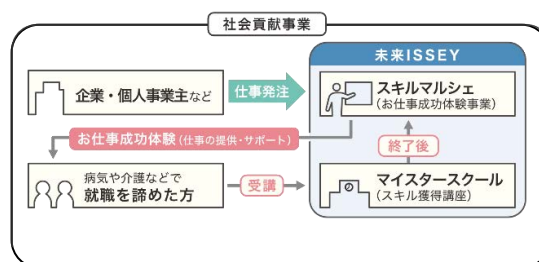 社会貢献事業
未来ISSEY
企業・個人事業主など
仕事発注
スキルマルシェ
(お仕事成功体験事業)
お仕事成功体験(仕事の提供・サポート)
終了後
病気や介護などで
就職を諦めた方
受講
マイスタースクール
(スキル獲得講座)